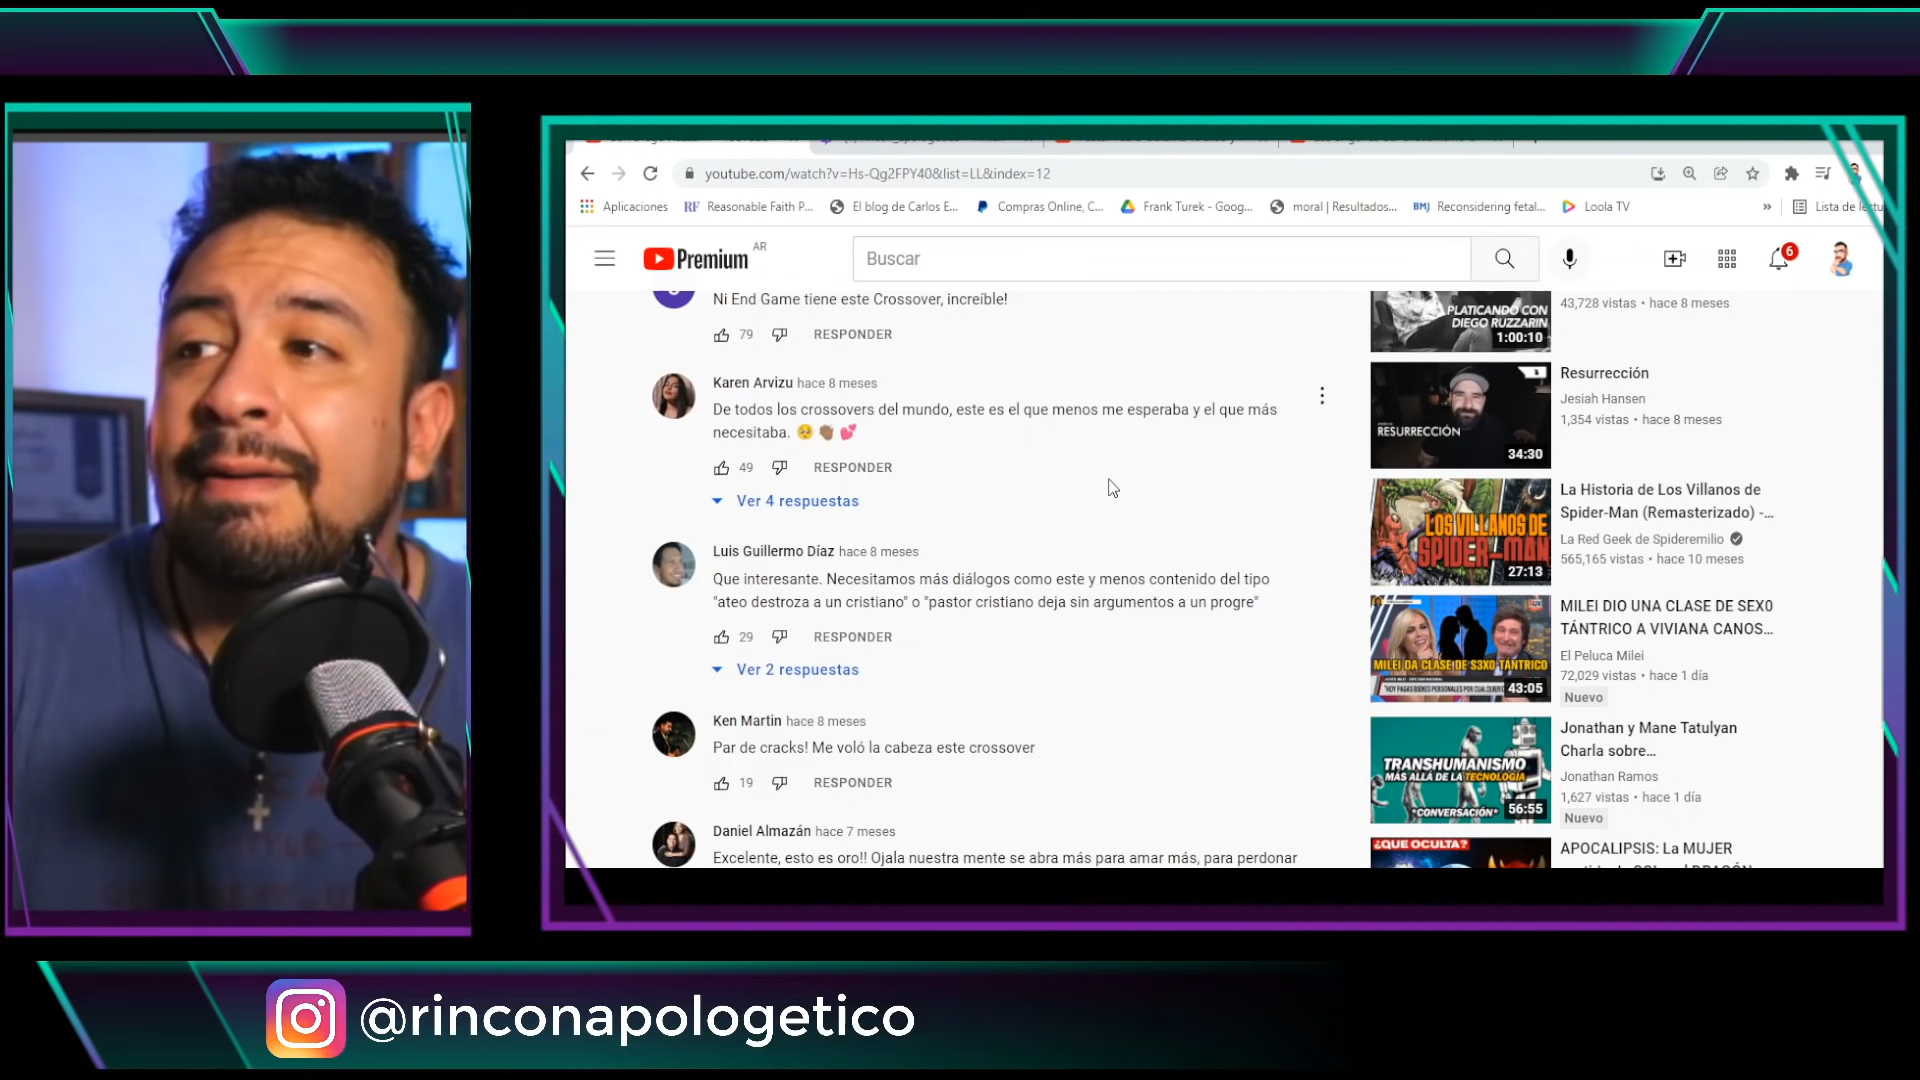 youtube.com/watch?v=Hs-Qg2FPY40&list=LL&index=12
Aplicaciones
RF Reasonable Faith P...
El blog de Carlos E...
Compras Online, C...
Frank Turek - Goog...
moral | Resultados...
BMJ Reconsidering fetal...
Loola TV
»
Lista de lectu
Premium AR
Buscar
6
Ni End Game tiene este Crossover, increíble!
79 RESPONDER
Karen Arvizu hace 8 meses
De todos los crossovers del mundo, este es el que menos me esperaba y el que más
necesitaba. 🥺 👏🏽 💕
49 RESPONDER
Ver 4 respuestas
Luis Guillermo Díaz hace 8 meses
Que interesante. Necesitamos más diálogos como este y menos contenido del tipo
"ateo destroza a un cristiano" o "pastor cristiano deja sin argumentos a un progre"
29 RESPONDER
Ver 2 respuestas
Ken Martin hace 8 meses
Par de cracks! Me voló la cabeza este crossover
19 RESPONDER
Daniel Almazán hace 7 meses
Excelente, esto es oro!! Ojala nuestra mente se abra más para amar más, para perdonar
PLATICANDO CON
DIEGO RUZZARIN
1:00:10
43,728 vistas • hace 8 meses
RESURRECCIÓN
34:30
Resurrección
Jesiah Hansen
1,354 vistas • hace 8 meses
LOS VILLANOS DE
SPIDER-MAN
27:13
La Historia de Los Villanos de
Spider-Man (Remasterizado) -...
La Red Geek de Spideremilio
565,165 vistas • hace 10 meses
MILEI DA CLASE DE S3XO TÁNTRICO
43:05
MILEI DIO UNA CLASE DE SEX0
TÁNTRICO A VIVIANA CANOS...
El Peluca Milei
72,029 vistas • hace 1 día
Nuevo
TRANSHUMANISMO
MÁS ALLÁ DE LA TECNOLOGÍA
*CONVERSACIÓN*
56:55
Jonathan y Mane Tatulyan
Charla sobre...
Jonathan Ramos
1,627 vistas • hace 1 día
Nuevo
¿QUE OCULTA?
APOCALIPSIS: La MUJER
@rinconapologetico